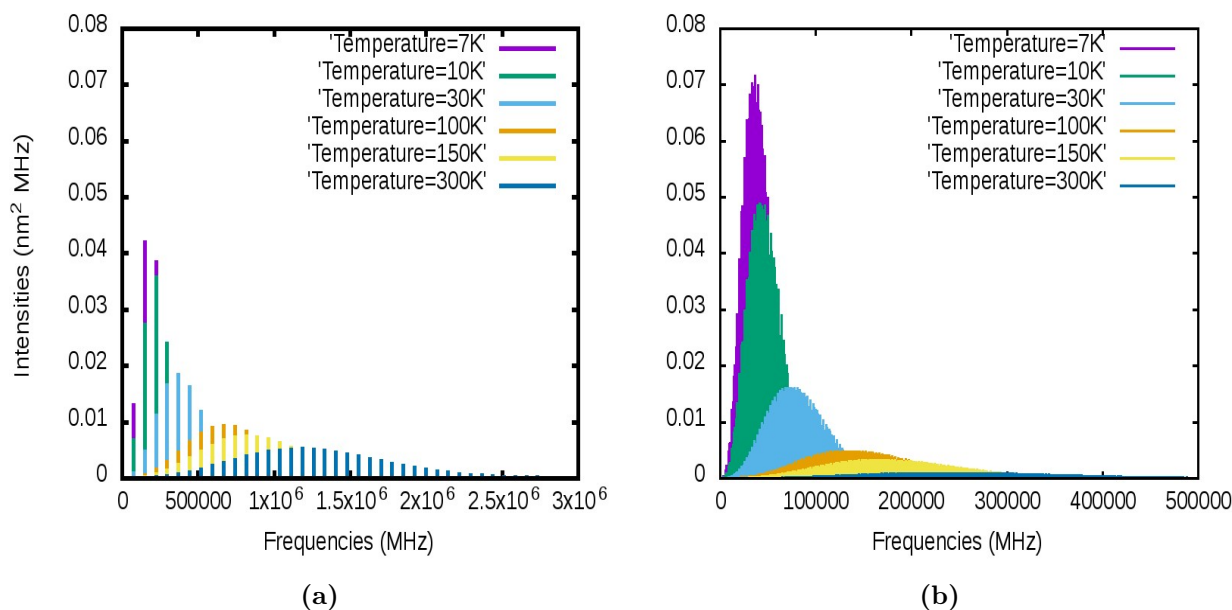 0.08
0.07
0.06
0.05
0.04
0.03
0.02
0.01
0
Intensities (nm² MHz)
'Temperature=7K'
'Temperature=10K'
'Temperature=30K'
'Temperature=100K'
'Temperature=150K'
'Temperature=300K'
0 500000 1x10⁶ 1.5x10⁶ 2x10⁶ 2.5x10⁶ 3x10⁶
Frequencies (MHz)
(a)
0.08
0.07
0.06
0.05
0.04
0.03
0.02
0.01
0
'Temperature=7K'
'Temperature=10K'
'Temperature=30K'
'Temperature=100K'
'Temperature=150K'
'Temperature=300K'
0 100000 200000 300000 400000 500000
Frequencies (MHz)
(b)